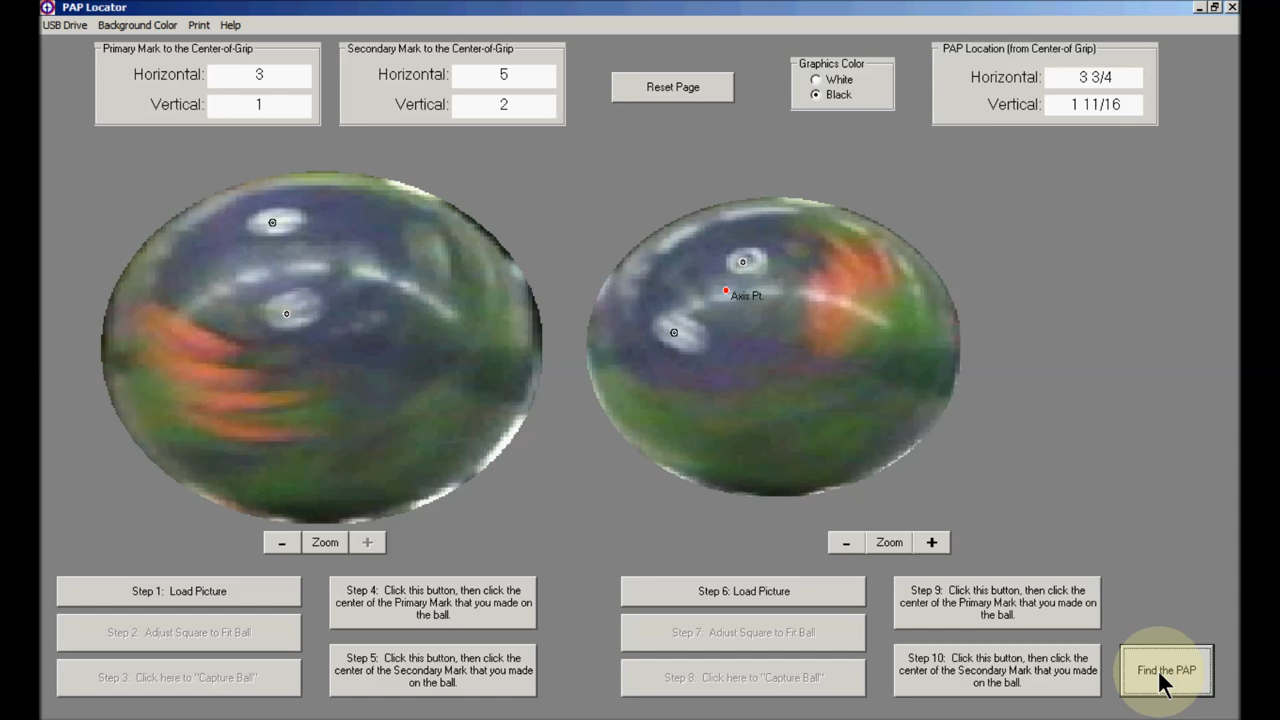 PAP Locator
USB Drive Background Color Print Help
Primary Mark to the Center-of-Grip
Horizontal: 3
Vertical: 1
Secondary Mark to the Center-of-Grip
Horizontal: 5
Vertical: 2
Reset Page
Graphics Color
White
Black
PAP Location (from Center-of Grip)
Horizontal: 3 3/4
Vertical: 1 11/16
Axis Pt.
- Zoom +
- Zoom +
Step 1: Load Picture
Step 2: Adjust Square to Fit Ball
Step 3: Click here to "Capture Ball"
Step 4: Click this button, then click the
center of the Primary Mark that you made on
the ball.
Step 5: Click this button, then click the
center of the Secondary Mark that you made
on the ball.
Step 6: Load Picture
Step 7: Adjust Square to Fit Ball
Step 8: Click here to "Capture Ball"
Step 9: Click this button, then click the
center of the Primary Mark that you made on
the ball.
Step 10: Click this button, then click the
center of the Secondary Mark that you made
on the ball.
Find the PAP